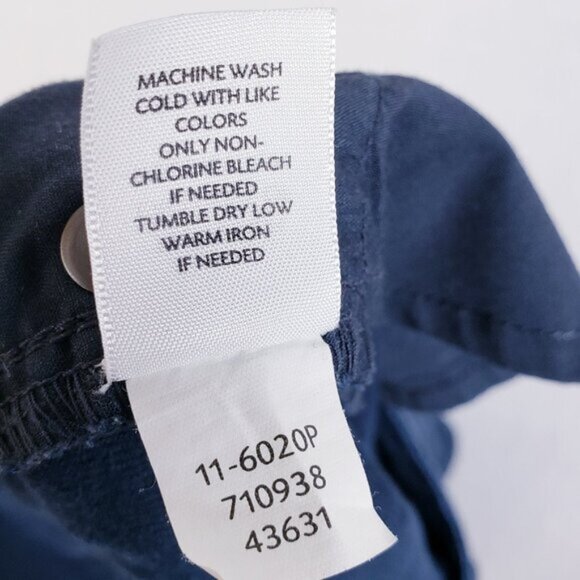 MACHINE WASH
COLD WITH LIKE
COLORS
ONLY NON-
CHLORINE BLEACH
IF NEEDED
TUMBLE DRY LOW
WARM IRON
IF NEEDED
11-6020P
710938
43631